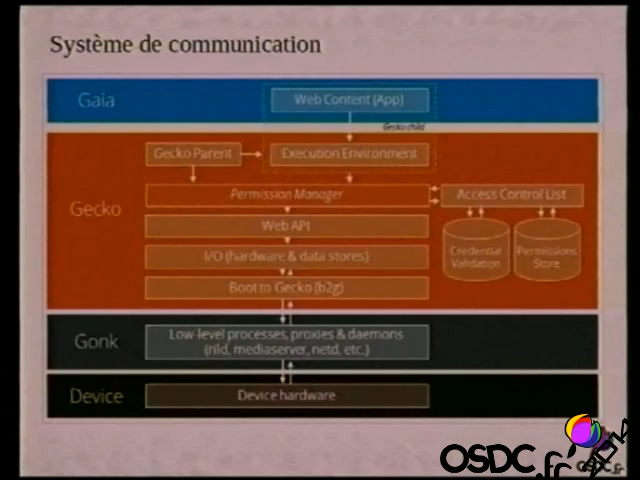 Système de communication
Gaia
Web Content (App)
Gecko child
Gecko Parent
Execution Environment
Gecko
Permission Manager
Access Control List
Web API
I/O (hardware & data stores)
Credential
Validation
Permissions
Store
Boot to Gecko (b2g)
Gonk
Low-level processes, proxies & daemons
(rild, mediaserver, netd, etc.)
Device
Device hardware
OSDC.fr
OSDC.fr